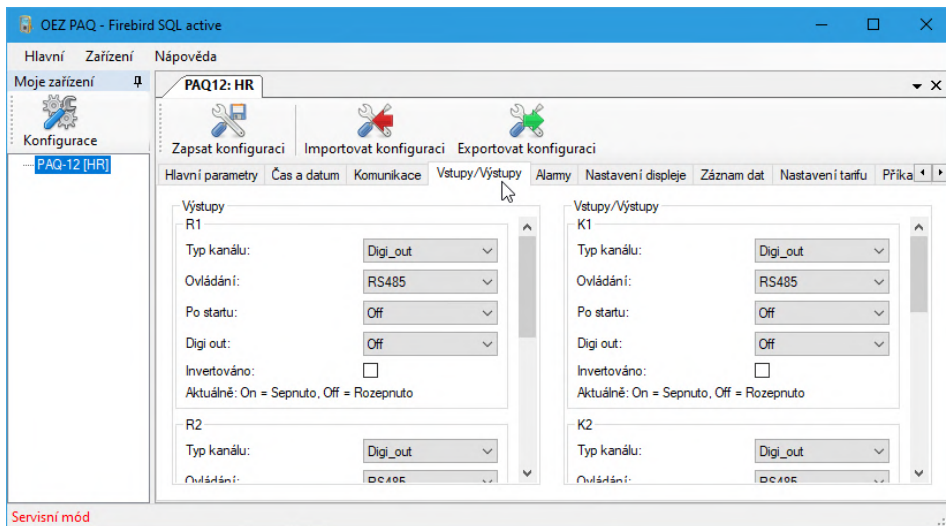 OEZ PAQ - Firebird SQL active
Hlavní Zařízení Nápověda
Moje zařízení
PAQ12: HR
Konfigurace
Zapsat konfiguraci Importovat konfiguraci Exportovat konfiguraci
PAQ-12 [HR]
Hlavní parametry Čas a datum Komunikace Vstupy/Výstupy Alarmy Nastavení displeje Záznam dat Nastavení tarifu Příka
Výstupy
R1
Typ kanálu: Digi_out
Ovládání: RS485
Po startu: Off
Digi out: Off
Invertováno:
Aktuálně: On = Sepnuto, Off = Rozepnuto
R2
Typ kanálu: Digi_out
Ovládání: RS485
Vstupy/Výstupy
K1
Typ kanálu: Digi_out
Ovládání: RS485
Po startu: Off
Digi out: Off
Invertováno:
Aktuálně: On = Sepnuto, Off = Rozepnuto
K2
Typ kanálu: Digi_out
Ovládání: RS485
Servisní mód